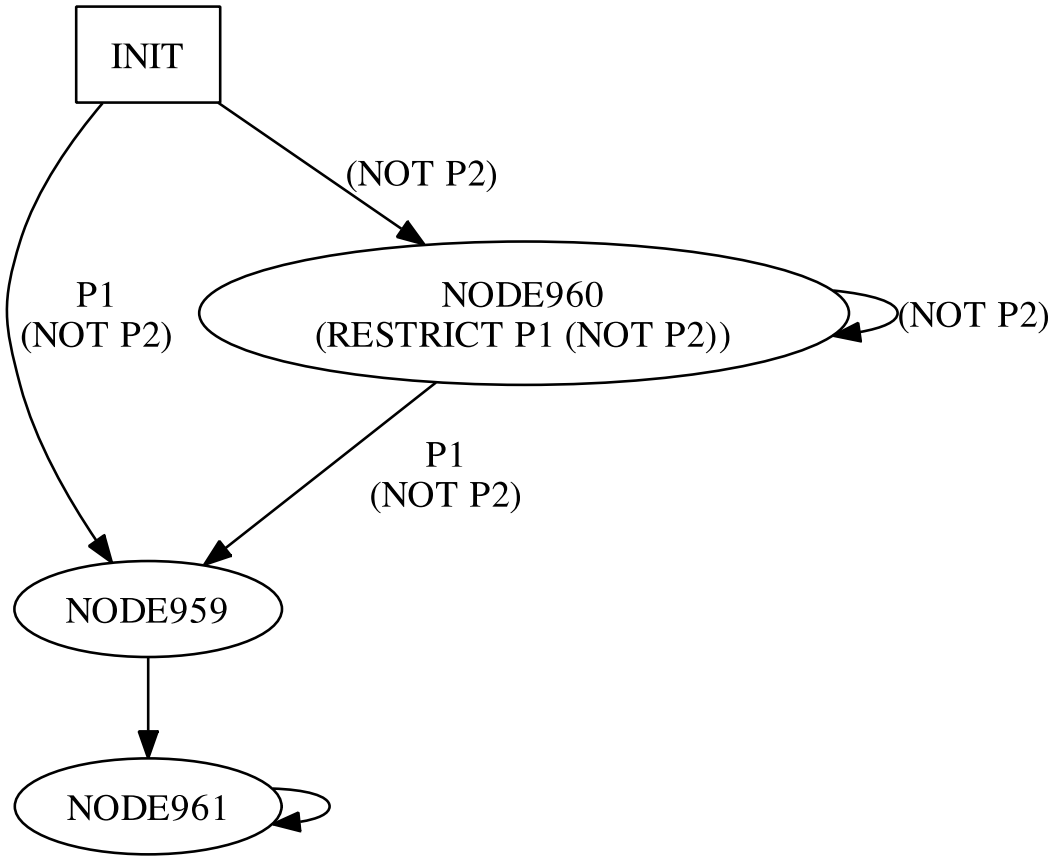 INIT
(NOT P2)
P1
(NOT P2)
NODE960
(RESTRICT P1 (NOT P2))
(NOT P2)
P1
(NOT P2)
NODE959
NODE961